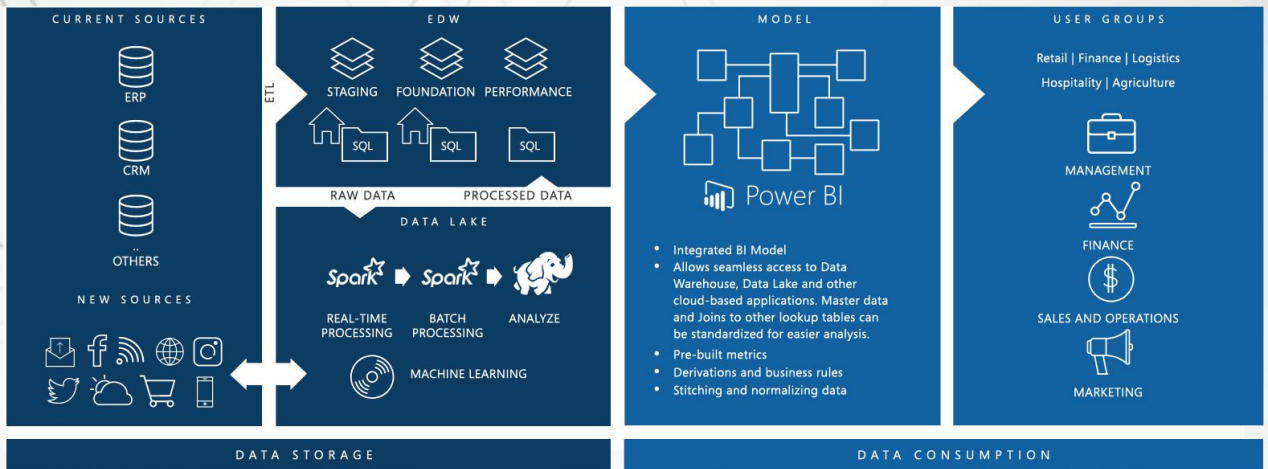 CURRENT SOURCES
ERP
CRM
..
OTHERS
NEW SOURCES
ETL
EDW
STAGING
FOUNDATION
PERFORMANCE
SQL
SQL
SQL
RAW DATA
PROCESSED DATA
DATA LAKE
Spark
Spark
REAL-TIME
PROCESSING
BATCH
PROCESSING
ANALYZE
MACHINE LEARNING
DATA STORAGE
MODEL
Power BI
• Integrated BI Model
• Allows seamless access to Data
Warehouse, Data Lake and other
cloud-based applications. Master data
and Joins to other lookup tables can
be standardized for easier analysis.
• Pre-built metrics
• Derivations and business rules
• Stitching and normalizing data
USER GROUPS
Retail | Finance | Logistics
Hospitality | Agriculture
MANAGEMENT
FINANCE
$
SALES AND OPERATIONS
MARKETING
DATA CONSUMPTION